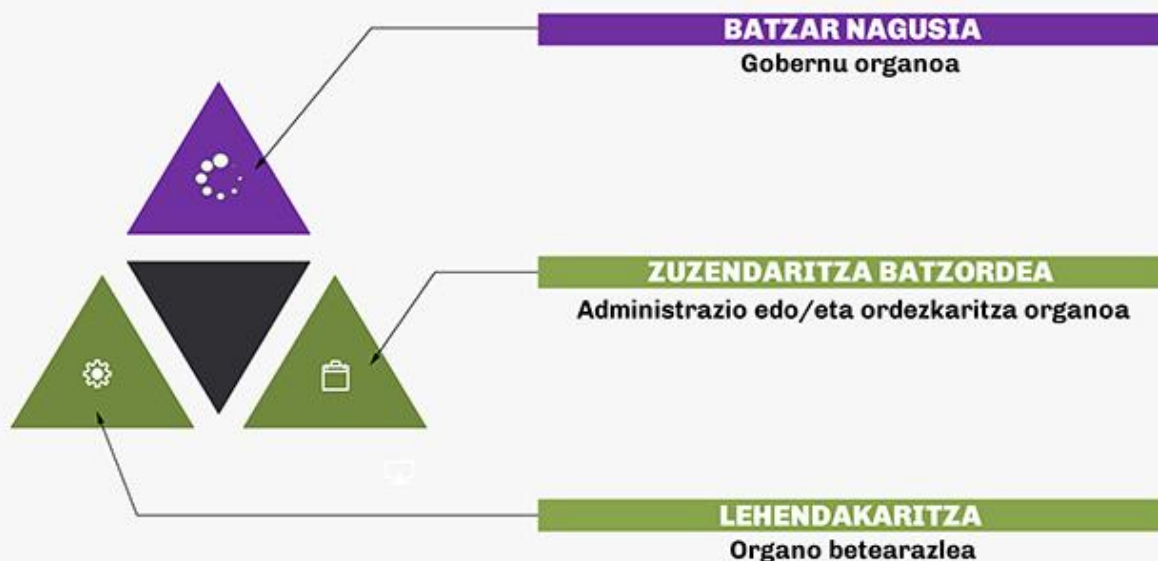 BATZAR NAGUSIA
Gobernu organoa
ZUZENDARITZA BATZORDEA
Administrazio edo/eta ordezkaritza organoa
LEHENDAKARITZA
Organo betearazlea